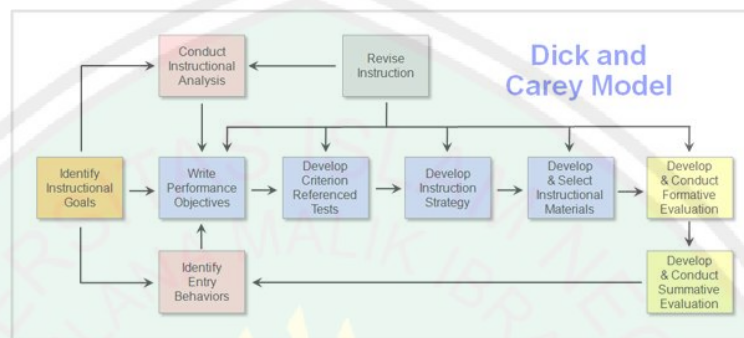 Conduct
Instructional
Analysis
Revise
Instruction
Dick and
Carey Model
Identify
Instructional
Goals
Write
Performance
Objectives
Develop
Criterion
Referenced
Tests
Develop
Instruction
Strategy
Develop
& Select
Instructional
Materials
Develop
& Conduct
Formative
Evaluation
Identify
Entry
Behaviors
Develop
& Conduct
Summative
Evaluation